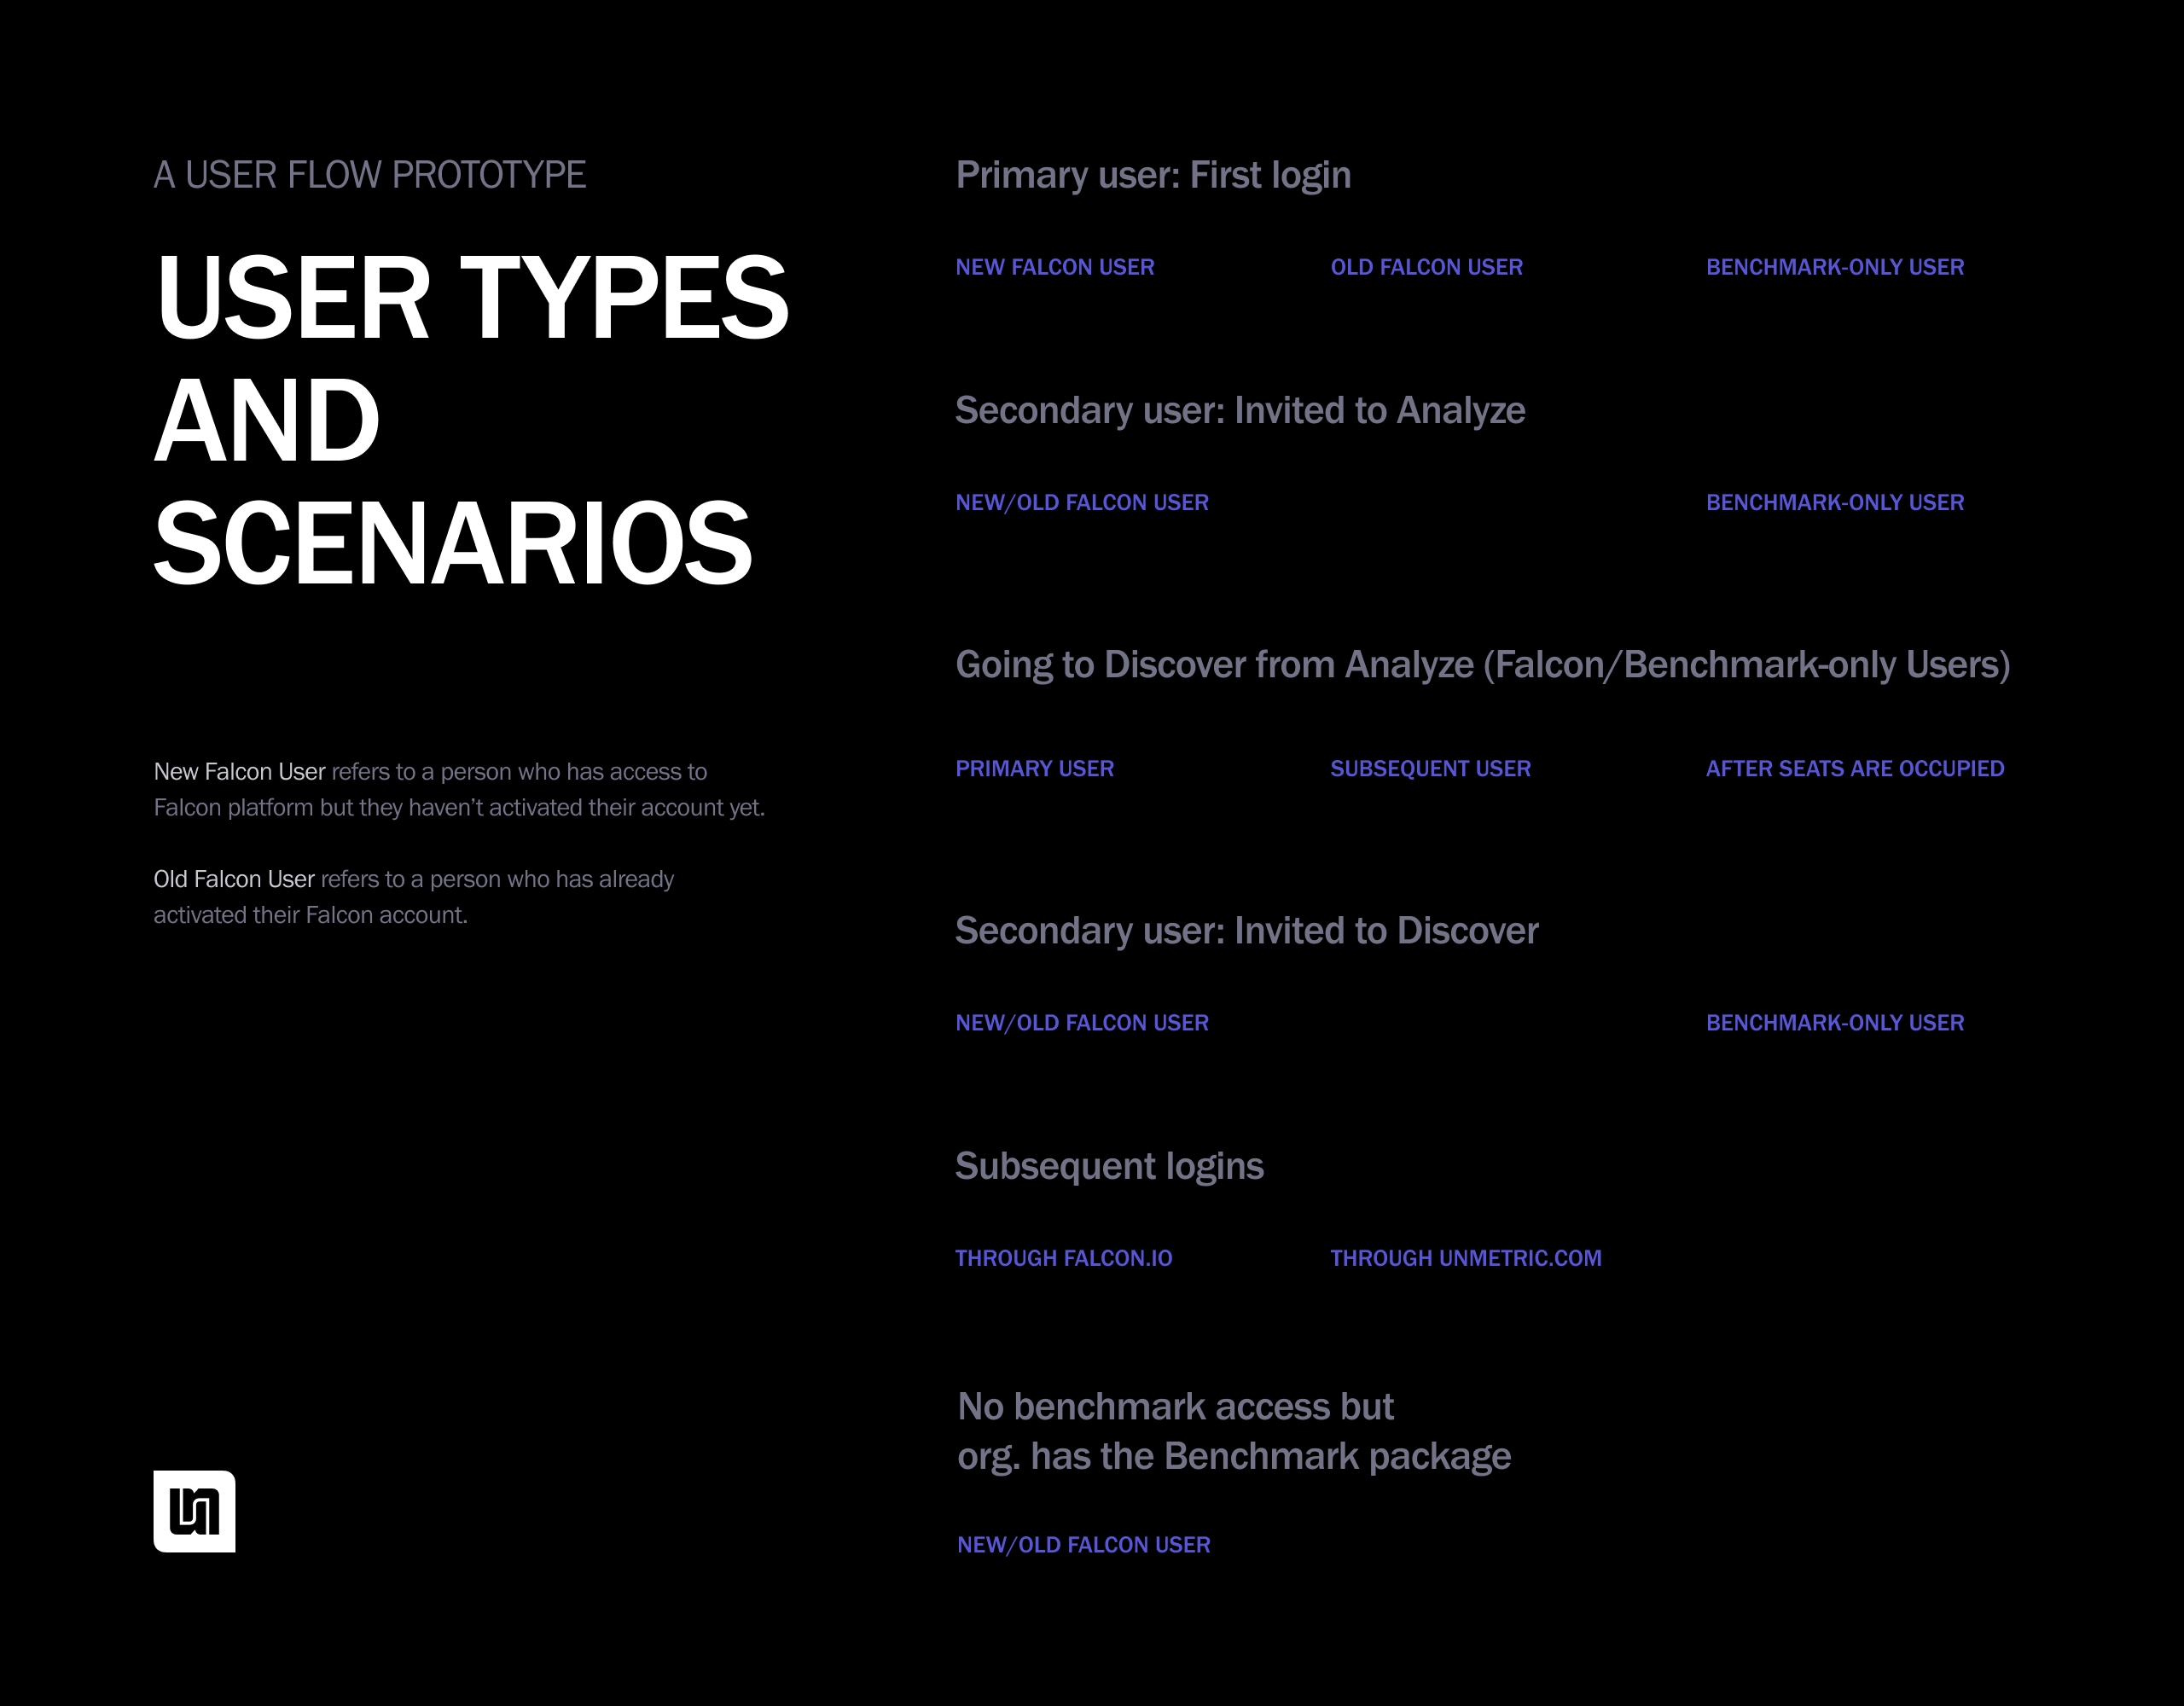 A USER FLOW PROTOTYPE
USER TYPES
AND
SCENARIOS
New Falcon User refers to a person who has access to
Falcon platform but they haven’t activated their account yet.
Old Falcon User refers to a person who has already
activated their Falcon account.
un
Primary user: First login
NEW FALCON USER
OLD FALCON USER
BENCHMARK-ONLY USER
Secondary user: Invited to Analyze
NEW/OLD FALCON USER
BENCHMARK-ONLY USER
Going to Discover from Analyze (Falcon/Benchmark-only Users)
PRIMARY USER
SUBSEQUENT USER
AFTER SEATS ARE OCCUPIED
Secondary user: Invited to Discover
NEW/OLD FALCON USER
BENCHMARK-ONLY USER
Subsequent logins
THROUGH FALCON.IO
THROUGH UNMETRIC.COM
No benchmark access but
org. has the Benchmark package
NEW/OLD FALCON USER